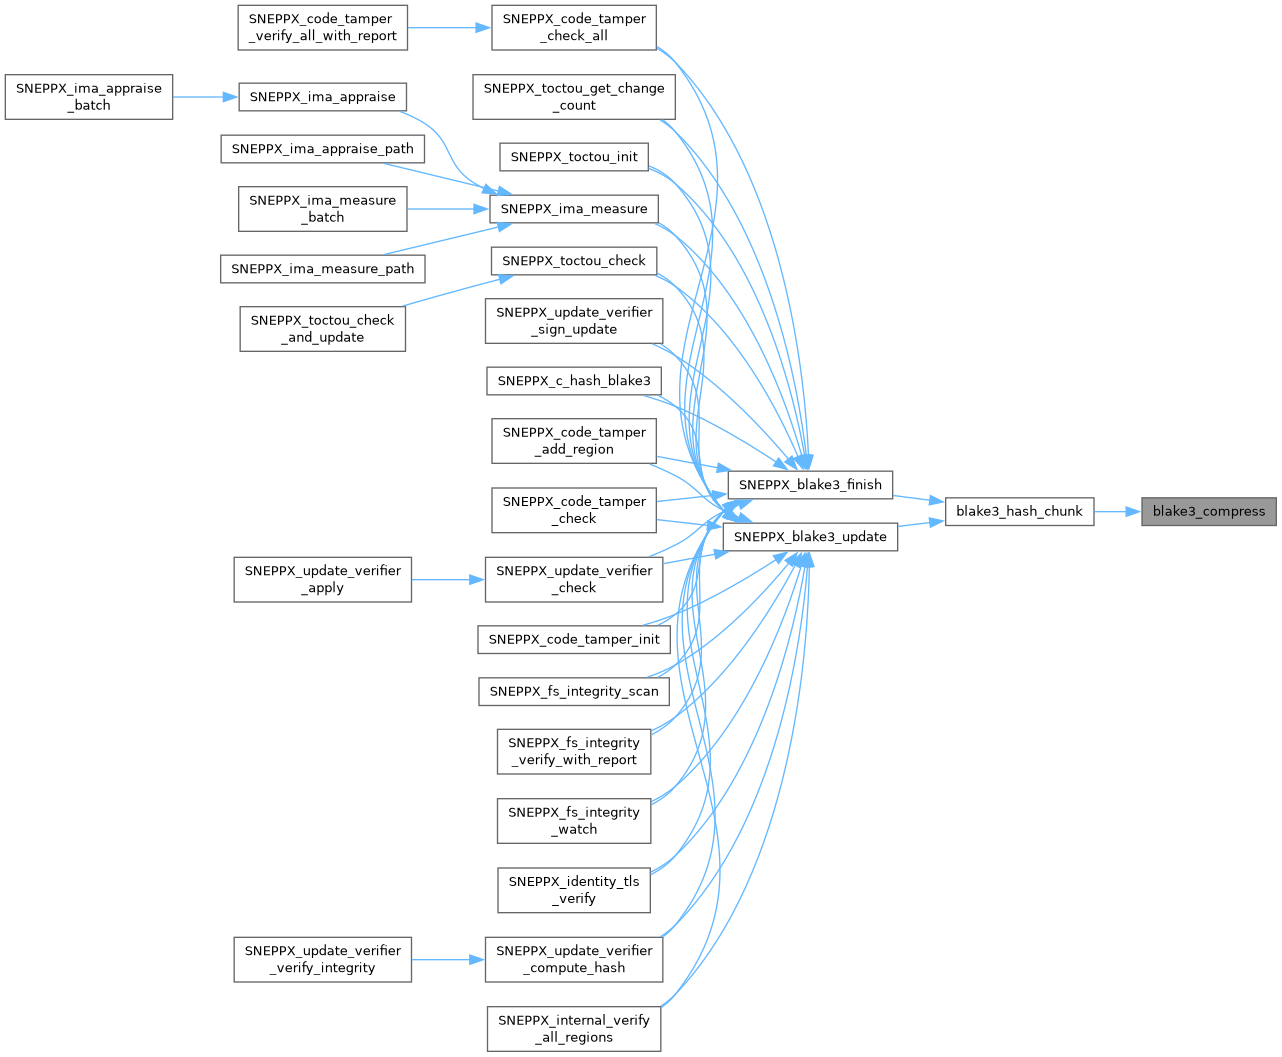 SNEPPX_code_tamper
_verify_all_with_report
SNEPPX_code_tamper
_check_all
SNEPPX_ima_appraise
_batch
SNEPPX_ima_appraise
SNEPPX_toctou_get_change
_count
SNEPPX_ima_appraise_path
SNEPPX_toctou_init
SNEPPX_ima_measure
_batch
SNEPPX_ima_measure
SNEPPX_ima_measure_path
SNEPPX_toctou_check
SNEPPX_toctou_check
_and_update
SNEPPX_update_verifier
_sign_update
SNEPPX_c_hash_blake3
SNEPPX_code_tamper
_add_region
SNEPPX_blake3_finish
SNEPPX_code_tamper
_check
blake3_hash_chunk
blake3_compress
SNEPPX_blake3_update
SNEPPX_update_verifier
_apply
SNEPPX_update_verifier
_check
SNEPPX_code_tamper_init
SNEPPX_fs_integrity_scan
SNEPPX_fs_integrity
_verify_with_report
SNEPPX_fs_integrity
_watch
SNEPPX_identity_tls
_verify
SNEPPX_update_verifier
_verify_integrity
SNEPPX_update_verifier
_compute_hash
SNEPPX_internal_verify
_all_regions